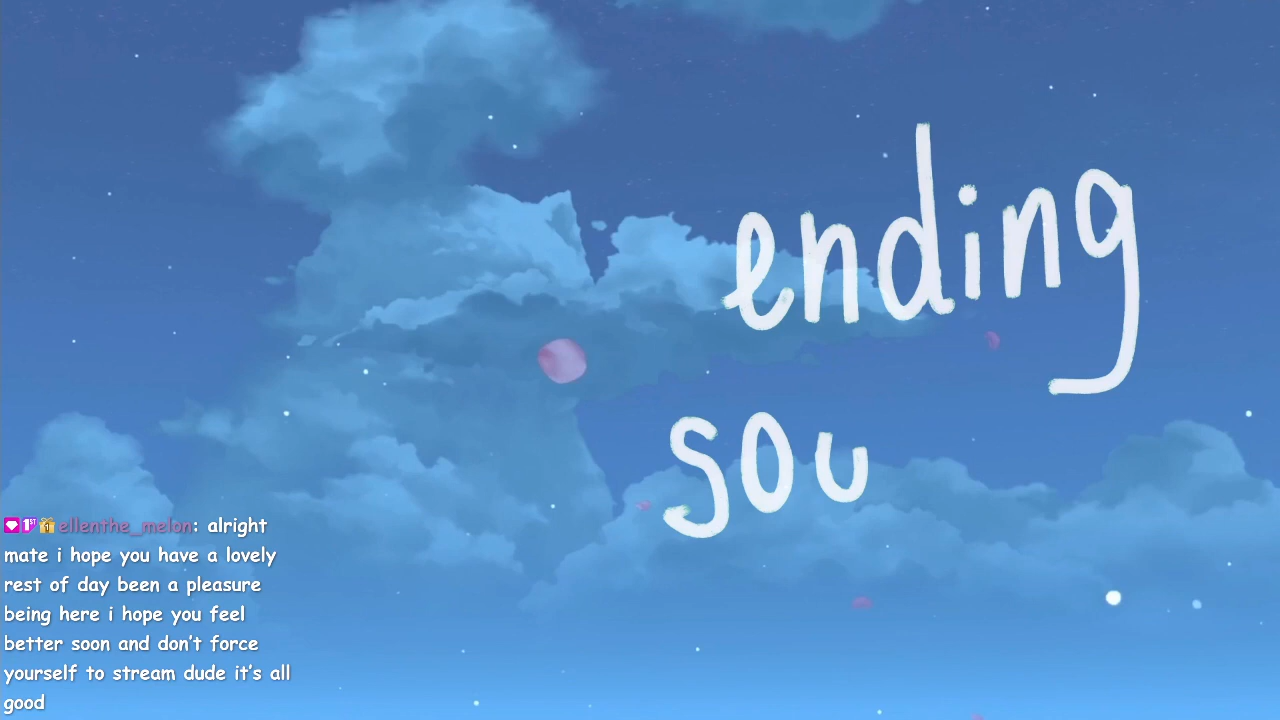 ending
sou
ellenthe_melon: alright
mate i hope you have a lovely
rest of day been a pleasure
being here i hope you feel
better soon and don't force
yourself to stream dude it's all
good